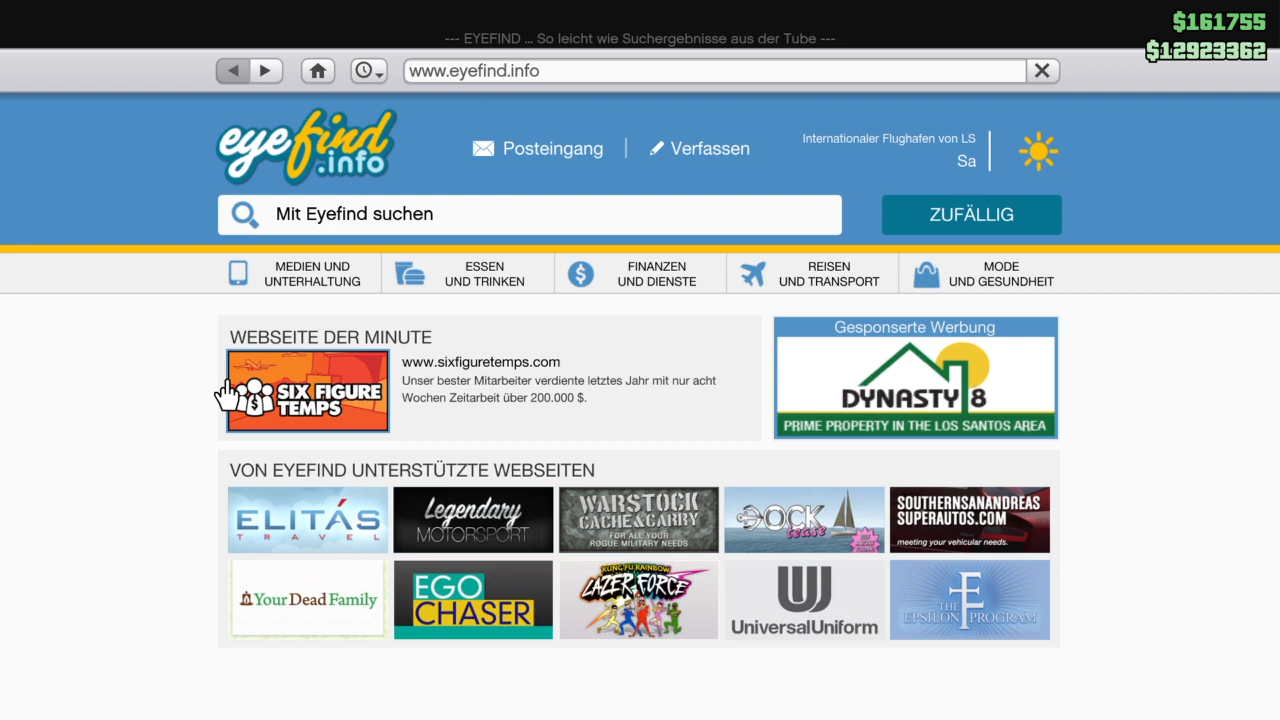 $161755
--- EYEFIND ... So leicht wie Suchergebnisse aus der Tube ---
$12923362
www.eyefind.info
eyefind
.info
Posteingang
Verfassen
Internationaler Flughafen von LS
Sa
Mit Eyefind suchen
ZUFÄLLIG
MEDIEN UND
UNTERHALTUNG
ESSEN
UND TRINKEN
FINANZEN
UND DIENSTE
REISEN
UND TRANSPORT
MODE
UND GESUNDHEIT
WEBSEITE DER MINUTE
SIX FIGURE
TEMPS
www.sixfiguretemps.com
Unser bester Mitarbeiter verdiente letztes Jahr mit nur acht
Wochen Zeitarbeit über 200.000 $.
Gesponserte Werbung
DYNASTY 8
PRIME PROPERTY IN THE LOS SANTOS AREA
VON EYEFIND UNTERSTÜTZTE WEBSEITEN
ELITÁS
TRAVEL
Legendary
MOTORSPORT
WARSTOCK
CACHE&CARRY
FOR ALL YOUR
ROGUE MILITARY NEEDS
DOCK
tease
SOUTHERNSANANDREAS
SUPERAUTOS.COM
meeting your vehicular needs.
YourDeadFamily
EGO
CHASER
KUNG FU RAINBOW
LAZER FORCE
UniversalUniform
THE
EPSILON PROGRAM